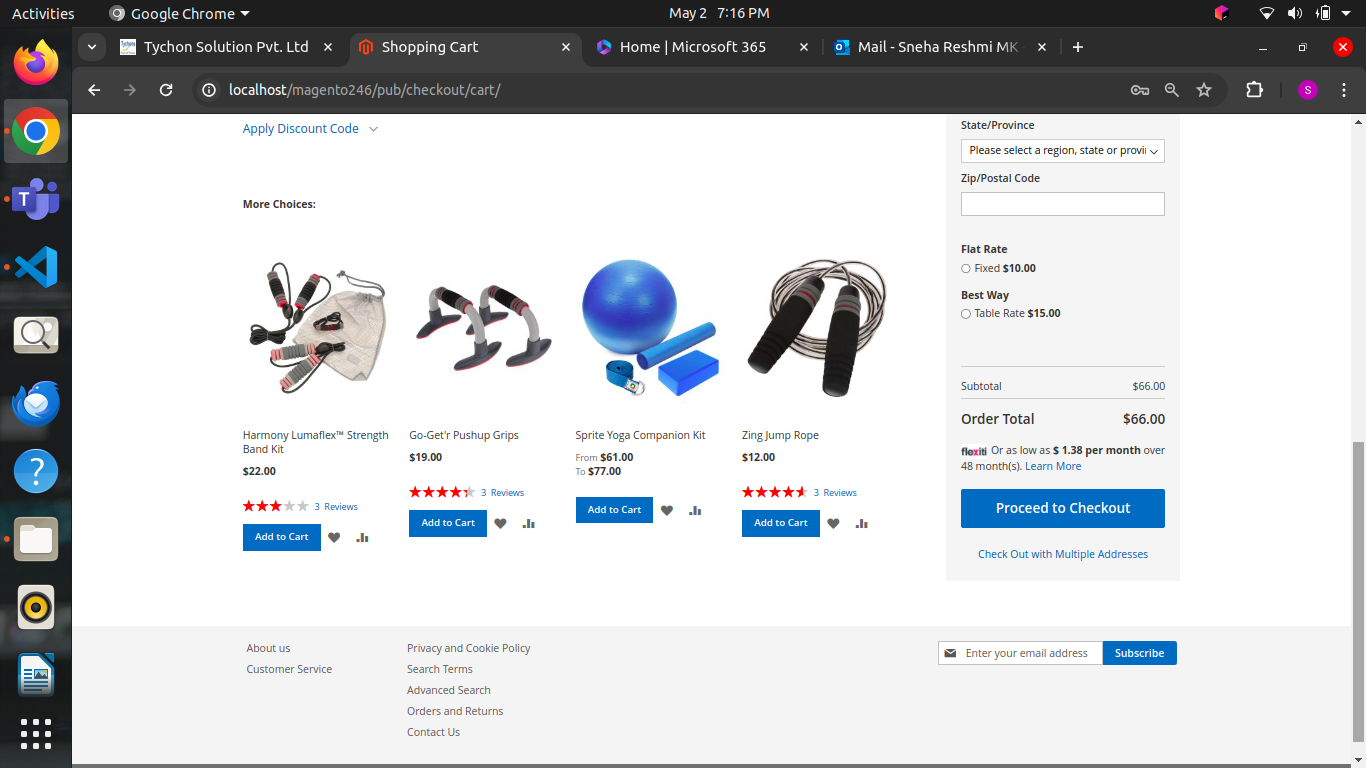 Activities
Google Chrome
May 2 7:16 PM
Tychon Solution Pvt. Ltd
Shopping Cart
Home | Microsoft 365
Mail - Sneha Reshmi MK
localhost/magento246/pub/checkout/cart/
S
Apply Discount Code
More Choices:
Harmony Lumaflex™ Strength
Band Kit
$22.00
3 Reviews
Add to Cart
Go-Get'r Pushup Grips
$19.00
3 Reviews
Add to Cart
Sprite Yoga Companion Kit
From $61.00
To $77.00
Add to Cart
Zing Jump Rope
$12.00
3 Reviews
Add to Cart
State/Province
Please select a region, state or provi
Zip/Postal Code
Flat Rate
Fixed $10.00
Best Way
Table Rate $15.00
Subtotal $66.00
Order Total $66.00
flexiti Or as low as $ 1.38 per month over
48 month(s). Learn More
Proceed to Checkout
Check Out with Multiple Addresses
About us
Customer Service
Privacy and Cookie Policy
Search Terms
Advanced Search
Orders and Returns
Contact Us
Enter your email address
Subscribe